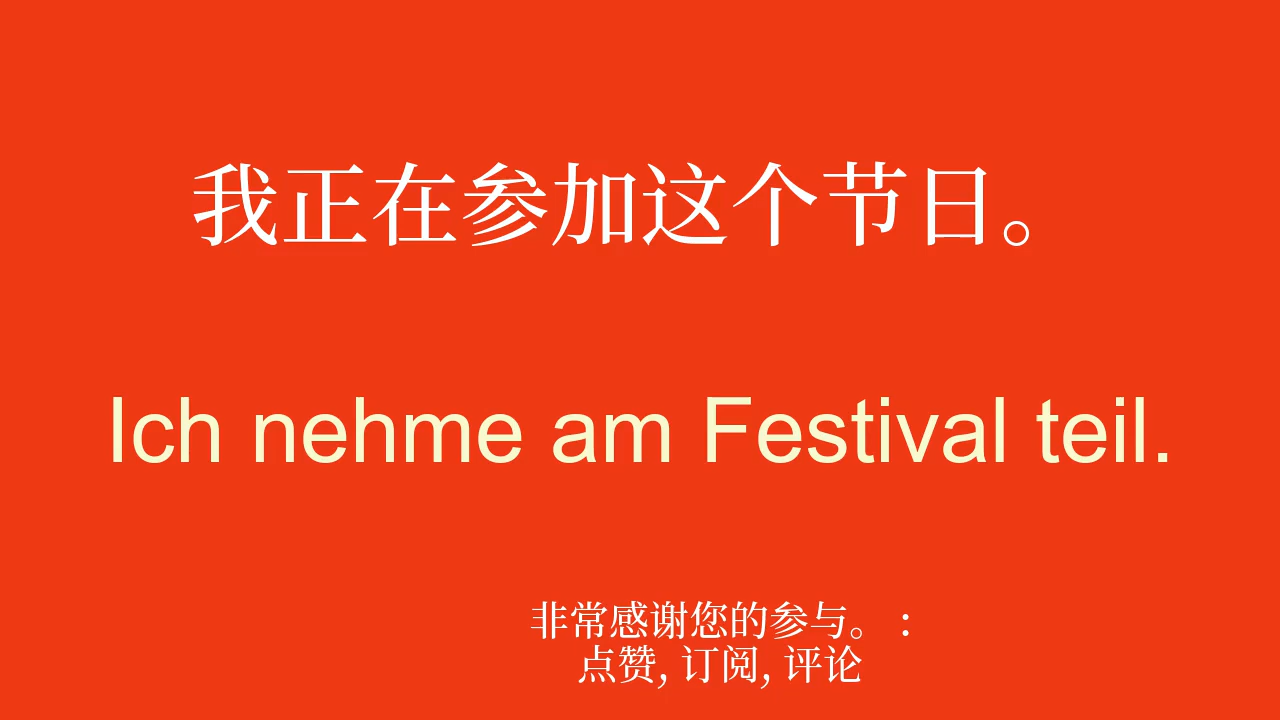 我正在参加这个节日。
Ich nehme am Festival teil.
非常感谢您的参与。 :
点赞, 订阅, 评论